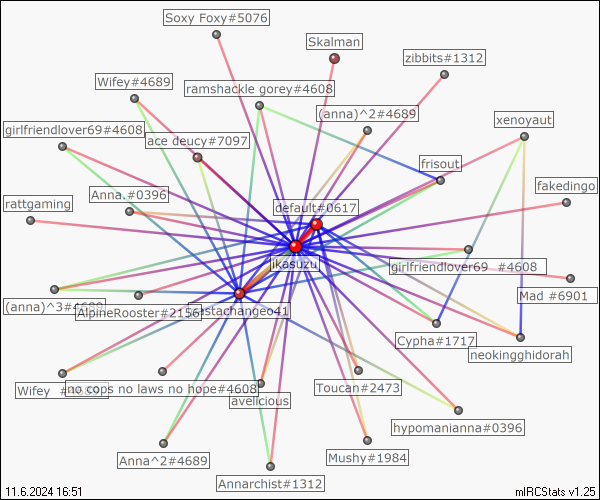 Soxy Foxy#5076
Skalman
zibbits#1312
Wifey#4689
ramshackle gorey#4608
(anna)^2#4689
xenoyaut
girlfriendlover69#4608
ace deucy#7097
frisout
Anna.#0396
fakedingo
rattgaming
default#0617
ikasuzu
girlfriendlover69 #4608
Mad #6901
(anna)^3#4689
AlpineRooster#2156
astachangeo41
Cypha#1717
neokingghidorah
Wifey #4689
no cops no laws no hope#4608
Toucan#2473
avelicious
hypomanianna#0396
Anna^2#4689
Mushy#1984
Annarchist#1312
11.6.2024 16:51
mIRCStats v1.25